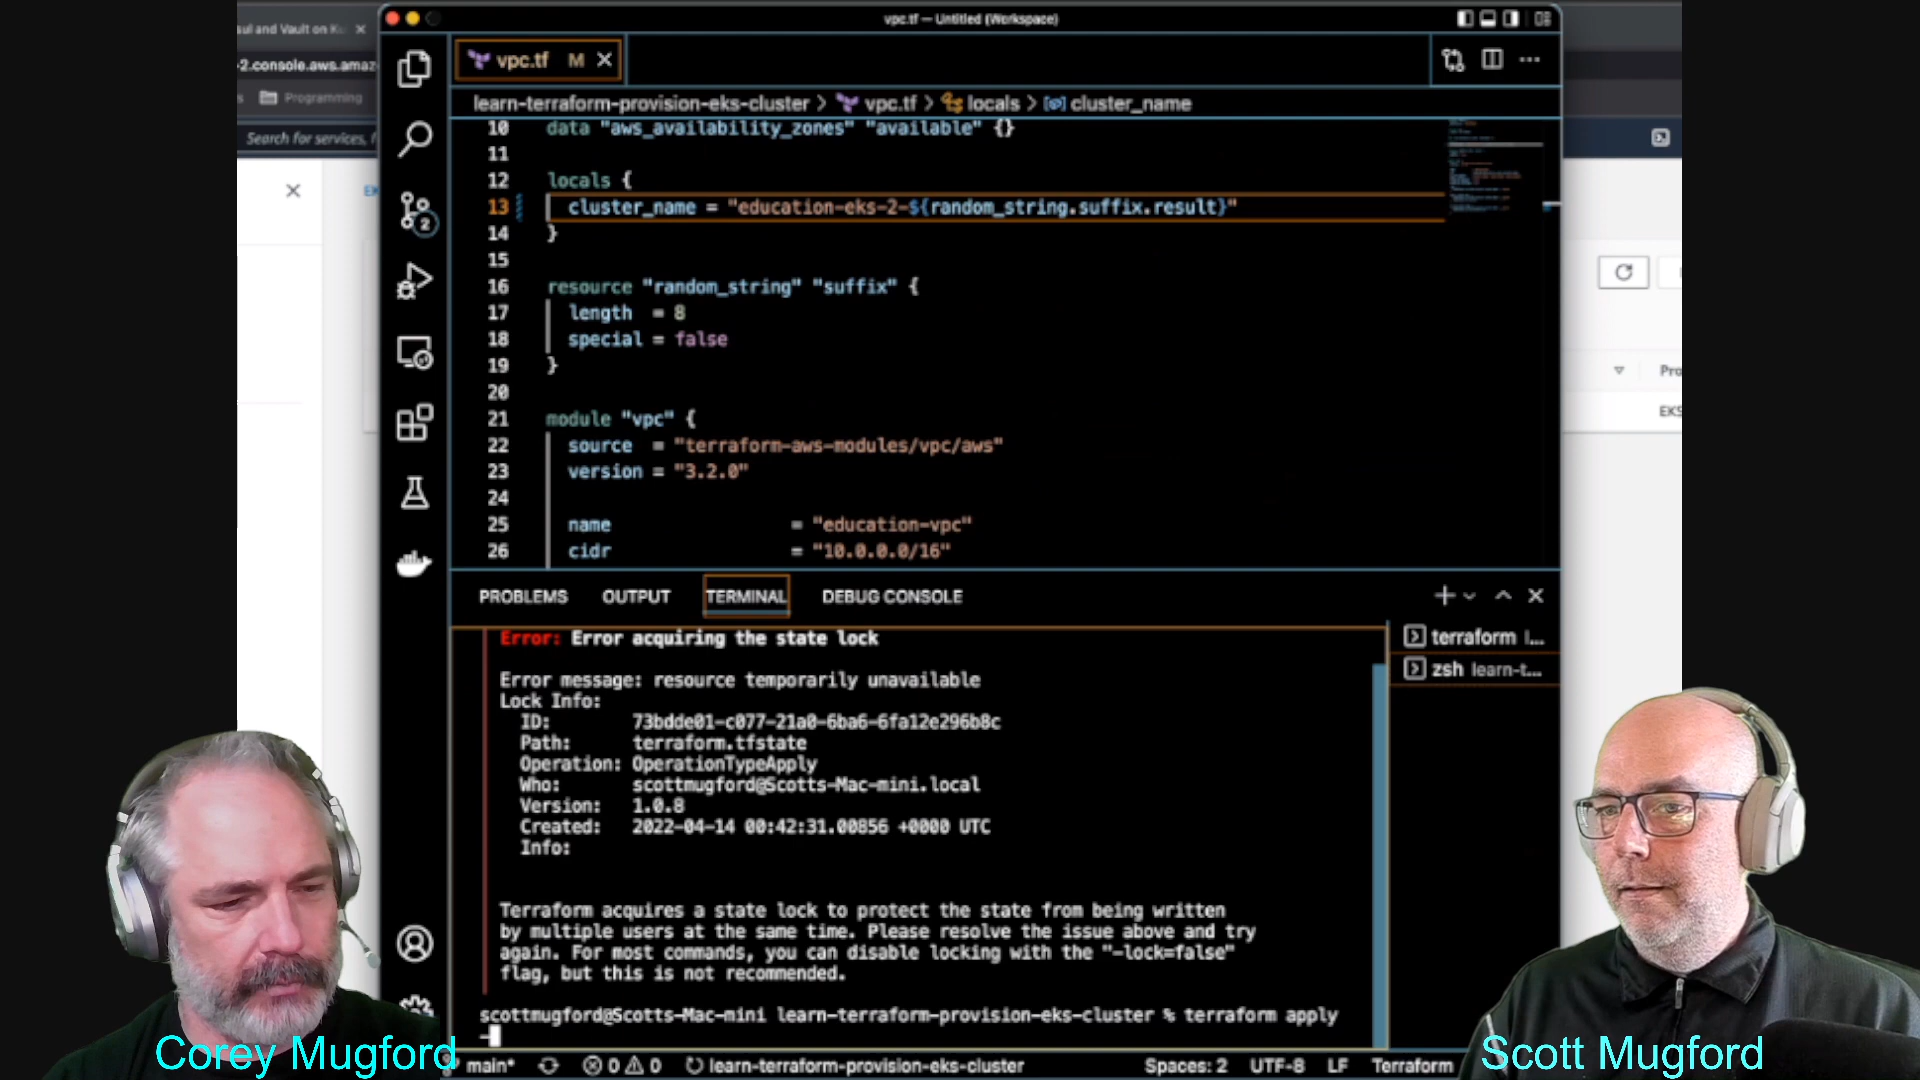 vpc.tf — Untitled (Workspace)
sul and Vault on
2.console.aws.amaz
Programming
Search for services, f
vpc.tf M
learn-terraform-provision-eks-cluster > vpc.tf > locals > cluster_name
10 data "aws_availability_zones" "available" {}
11
12 locals {
13 cluster_name = "education-eks-2-${random_string.suffix.result}"
14 }
15
16 resource "random_string" "suffix" {
17 length = 8
18 special = false
19 }
20
21 module "vpc" {
22 source = "terraform-aws-modules/vpc/aws"
23 version = "3.2.0"
24
25 name = "education-vpc"
26 cidr = "10.0.0.0/16"
2
EK
Pro
EKS
PROBLEMS OUTPUT TERMINAL DEBUG CONSOLE
terraform l...
zsh learn-t...
Error: Error acquiring the state lock
Error message: resource temporarily unavailable
Lock Info:
ID: 73bdde01-c077-21a0-6ba6-6fa12e296b8c
Path: terraform.tfstate
Operation: OperationTypeApply
Who: scottmugford@Scotts-Mac-mini.local
Version: 1.0.8
Created: 2022-04-14 00:42:31.00856 +0000 UTC
Info:
Terraform acquires a state lock to protect the state from being written
by multiple users at the same time. Please resolve the issue above and try
again. For most commands, you can disable locking with the "-lock=false"
flag, but this is not recommended.
scottmugford@Scotts-Mac-mini learn-terraform-provision-eks-cluster % terraform apply
-
main* 0 0 learn-terraform-provision-eks-cluster Spaces: 2 UTF-8 LF Terraform
Corey Mugford
Scott Mugford